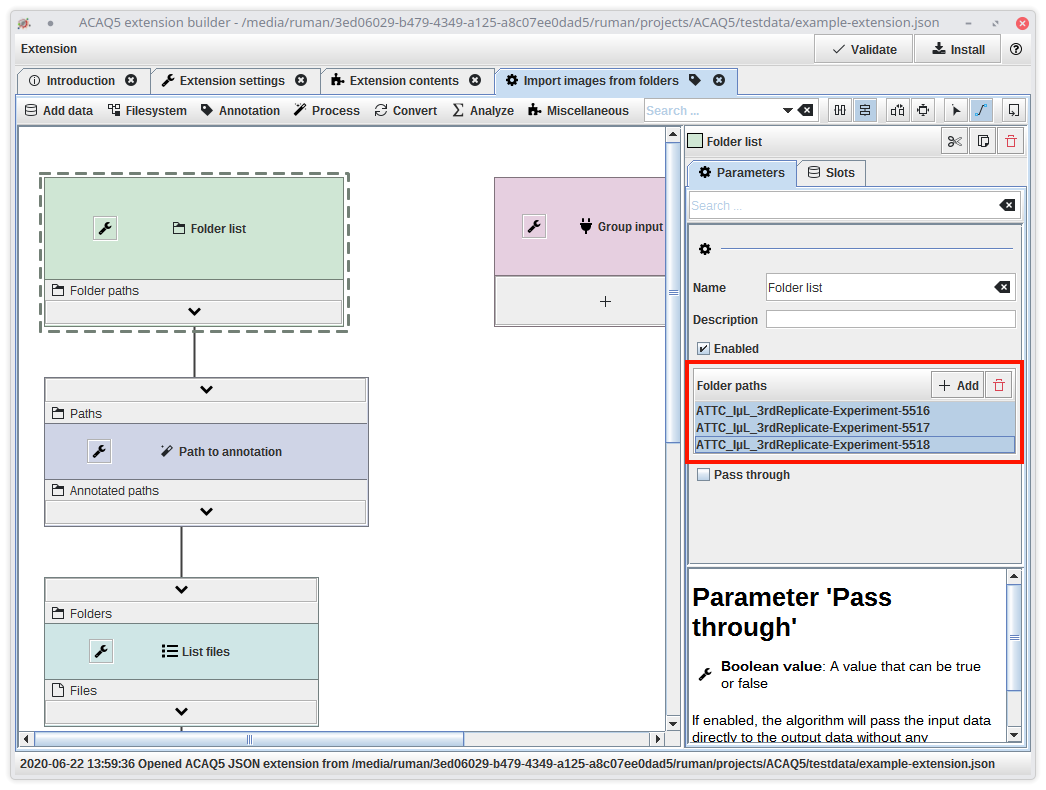 ACAQ5 extension builder - /media/ruman/3ed06029-b479-4349-a125-a8c07ee0dad5/ruman/projects/ACAQ5/testdata/example-extension.json
Extension
Validate
Install
Introduction
Extension settings
Extension contents
Import images from folders
Add data
Filesystem
Annotation
Process
Convert
Analyze
Miscellaneous
Search ...
Folder list
Folder paths
Group input
Paths
Path to annotation
Annotated paths
Folders
List files
Files
Folder list
Parameters
Slots
Search ...
Name
Folder list
Description
Enabled
Folder paths
Add
ATTC_IµL_3rdReplicate-Experiment-5516
ATTC_IµL_3rdReplicate-Experiment-5517
ATTC_IµL_3rdReplicate-Experiment-5518
Pass through
Parameter 'Pass
through'
Boolean value: A value that can be true
or false
If enabled, the algorithm will pass the input data
directly to the output data without any
2020-06-22 13:59:36 Opened ACAQ5 JSON extension from /media/ruman/3ed06029-b479-4349-a125-a8c07ee0dad5/ruman/projects/ACAQ5/testdata/example-extension.json